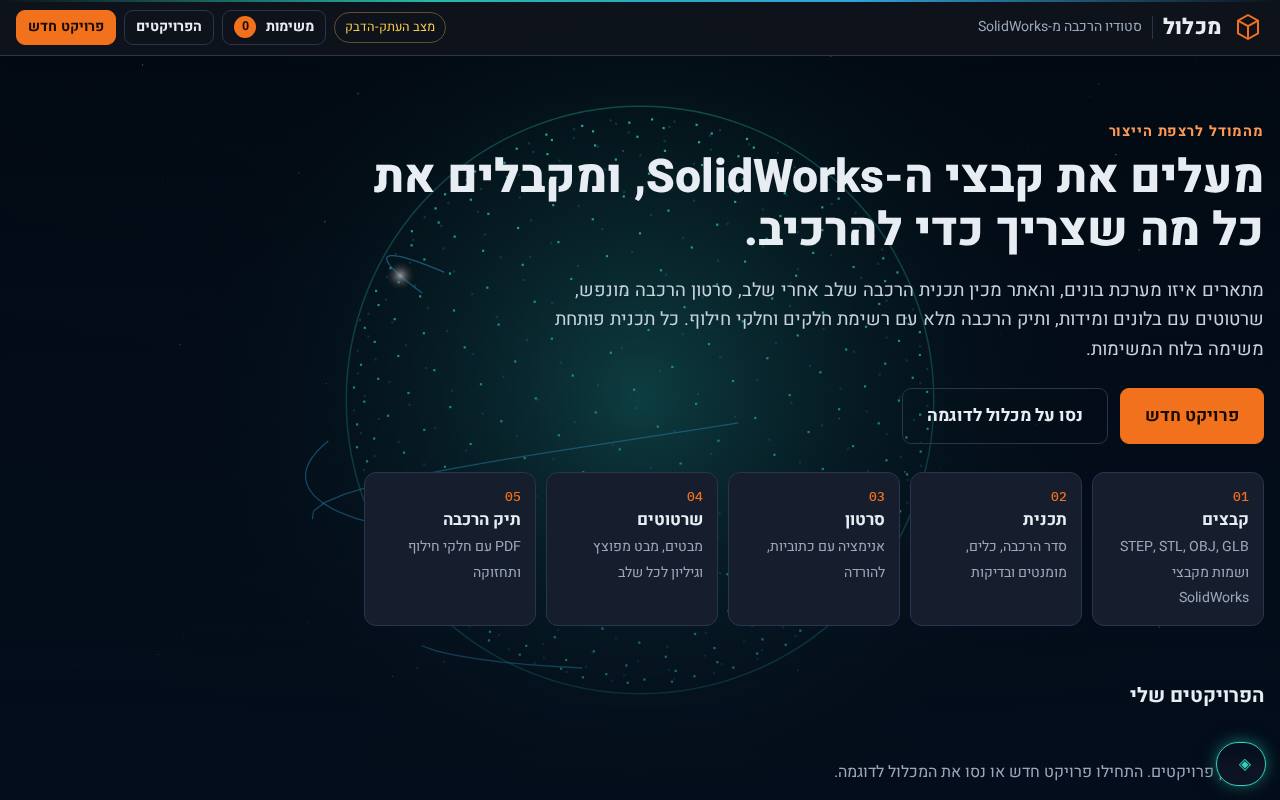 מכלול
סטודיו הרכבה מ-SolidWorks
מצב העתק-הדבק
משימות 0
הפרויקטים
פרויקט חדש
מהמודל לרצפת הייצור
מעלים את קבצי ה-SolidWorks, ומקבלים את
כל מה שצריך כדי להרכיב.
מתארים איזו מערכת בונים, והאתר מכין תכנית הרכבה שלב אחרי שלב, סרטון הרכבה מונפש,
שרטוטים עם בלונים ומידות, ותיק הרכבה מלא עם רשימת חלקים וחלקי חילוף. כל תכנית פותחת
משימה בלוח המשימות.
פרויקט חדש
נסו על מכלול לדוגמה
01
קבצים
STEP, STL, OBJ, GLB
ושמות מקבצי
SolidWorks
02
תכנית
סדר הרכבה, כלים,
מומנטים ובדיקות
03
סרטון
אנימציה עם כתוביות,
להורדה
04
שרטוטים
מבטים, מבט מפוצץ
וגיליון לכל שלב
05
תיק הרכבה
PDF עם חלקי חילוף
ותחזוקה
הפרויקטים שלי
פרויקטים. התחילו פרויקט חדש או נסו את המכלול לדוגמה.